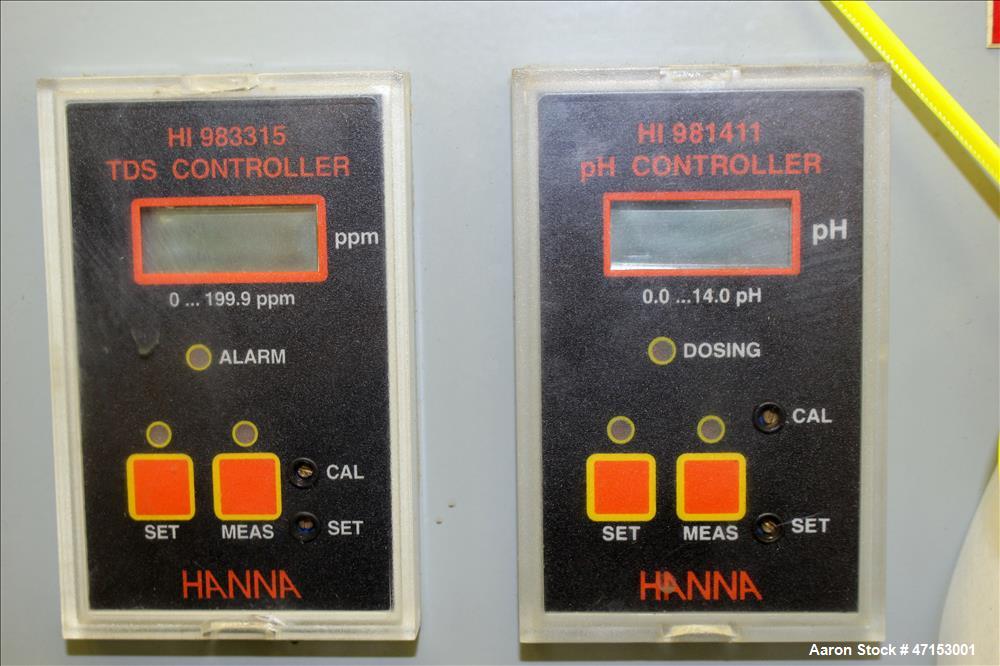 HI 983315
TDS CONTROLLER
ppm
0 ... 199.9 ppm
ALARM
CAL
SET
SET
MEAS
HANNA
HI 981411
pH CONTROLLER
pH
0.0 ...14.0 pH
DOSING
CAL
SET
SET
MEAS
HANNA
Aaron Stock # 47153001